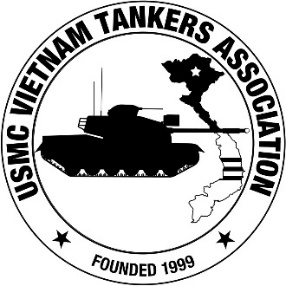 USMC VIETNAM TANKERS ASSOCIATION
FOUNDED 1999